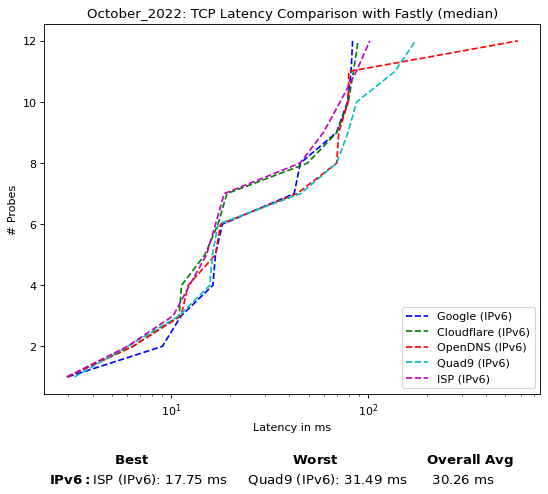 October_2022: TCP Latency Comparison with Fastly (median)
12
10
8
6
4
2
# Probes
Google (IPv6)
Cloudflare (IPv6)
OpenDNS (IPv6)
Quad9 (IPv6)
ISP (IPv6)
10¹ 10²
Latency in ms
Best Worst Overall Avg
IPv6: ISP (IPv6): 17.75 ms Quad9 (IPv6): 31.49 ms 30.26 ms